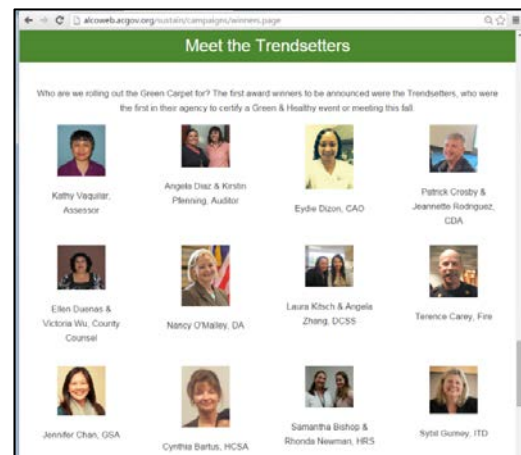 alcoweb.acgov.org/sustain/campaigns/winners.page
Meet the Trendsetters
Who are we rolling out the Green Carpet for? The first award winners to be announced were the Trendsetters, who were
the first in their agency to certify a Green & Healthy event or meeting this fall.
Kathy Vaquilar,
Assessor
Angela Diaz & Kirstin
Pfenning, Auditor
Eydie Dizon, CAO
Patrick Crosby &
Jeannette Rodriguez,
CDA
Ellen Duenas &
Victoria Wu, County
Counsel
Nancy O'Malley, DA
Laura Kitsch & Angela
Zhang, DCSS
Terence Carey, Fire
Jennifer Chan, GSA
Cynthia Bartus, HCSA
Samantha Bishop &
Rhonda Newman, HRS
Sybil Gurney, ITD